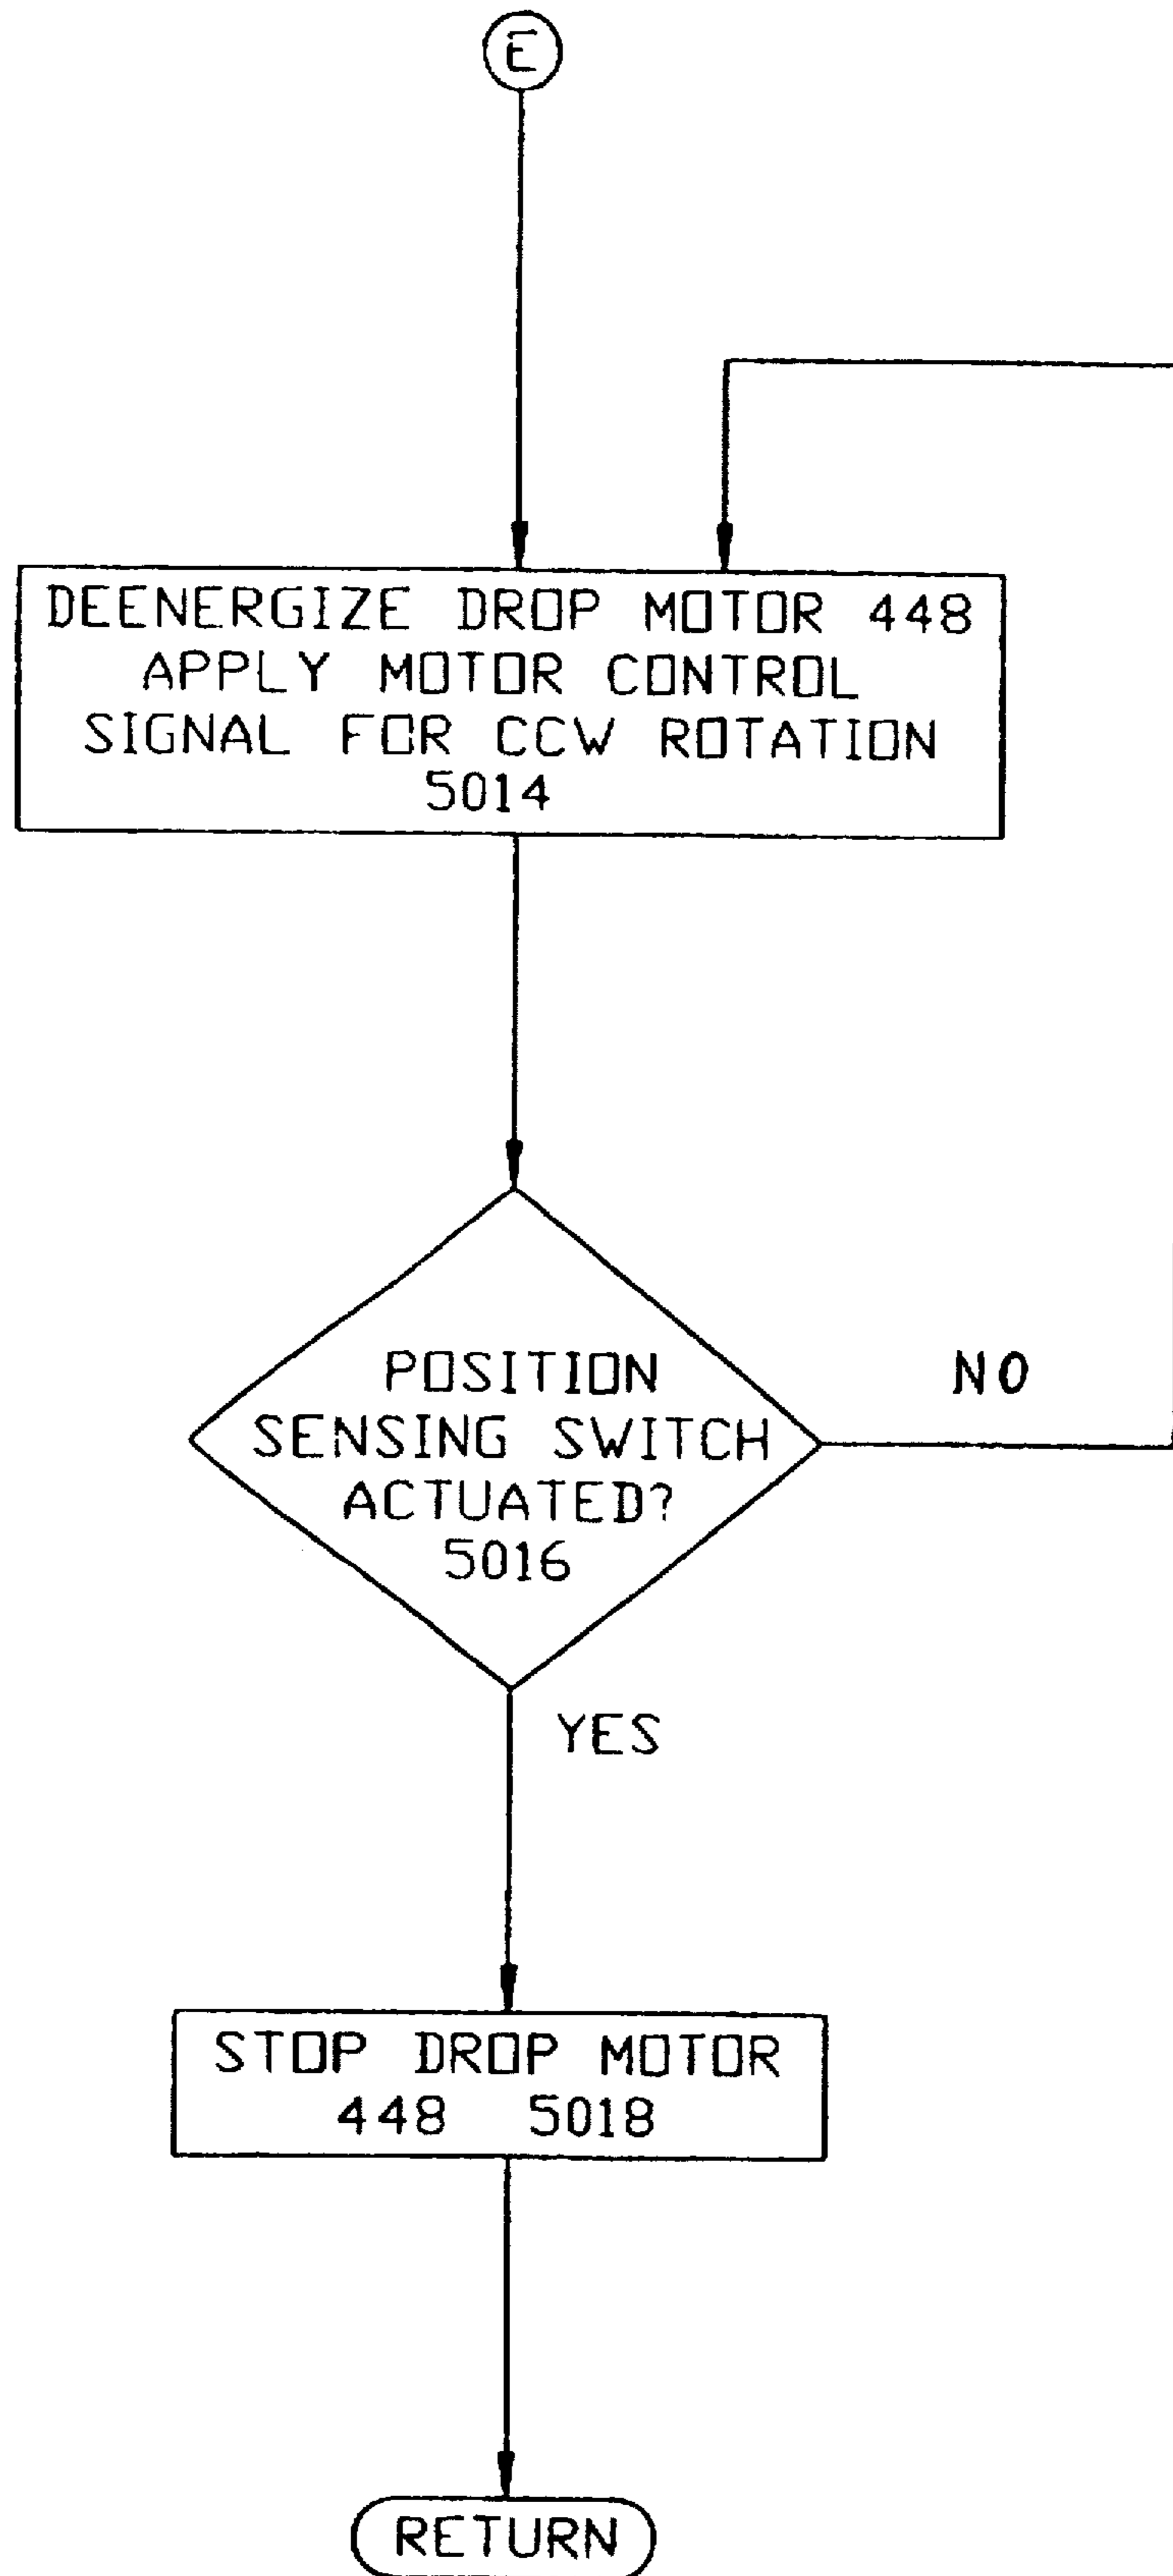 E
DEENERGIZE DROP MOTOR 448
APPLY MOTOR CONTROL
SIGNAL FOR CCW ROTATION
5014
POSITION
SENSING SWITCH
ACTUATED?
5016
NO
YES
STOP DROP MOTOR
448 5018
RETURN